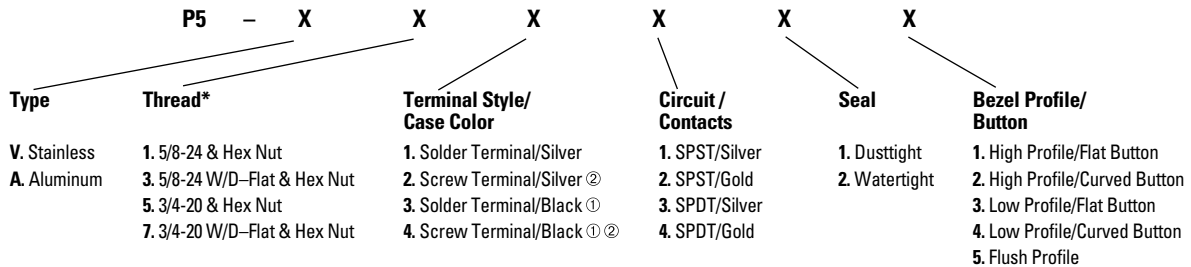 P5 – X X X X X X
Type
V. Stainless
A. Aluminum
Thread*
1. 5/8-24 & Hex Nut
3. 5/8-24 W/D–Flat & Hex Nut
5. 3/4-20 & Hex Nut
7. 3/4-20 W/D–Flat & Hex Nut
Terminal Style/
Case Color
1. Solder Terminal/Silver
2. Screw Terminal/Silver ②
3. Solder Terminal/Black ①
4. Screw Terminal/Black ① ②
Circuit /
Contacts
1. SPST/Silver
2. SPST/Gold
3. SPDT/Silver
4. SPDT/Gold
Seal
1. Dusttight
2. Watertight
Bezel Profile/
Button
1. High Profile/Flat Button
2. High Profile/Curved Button
3. Low Profile/Flat Button
4. Low Profile/Curved Button
5. Flush Profile